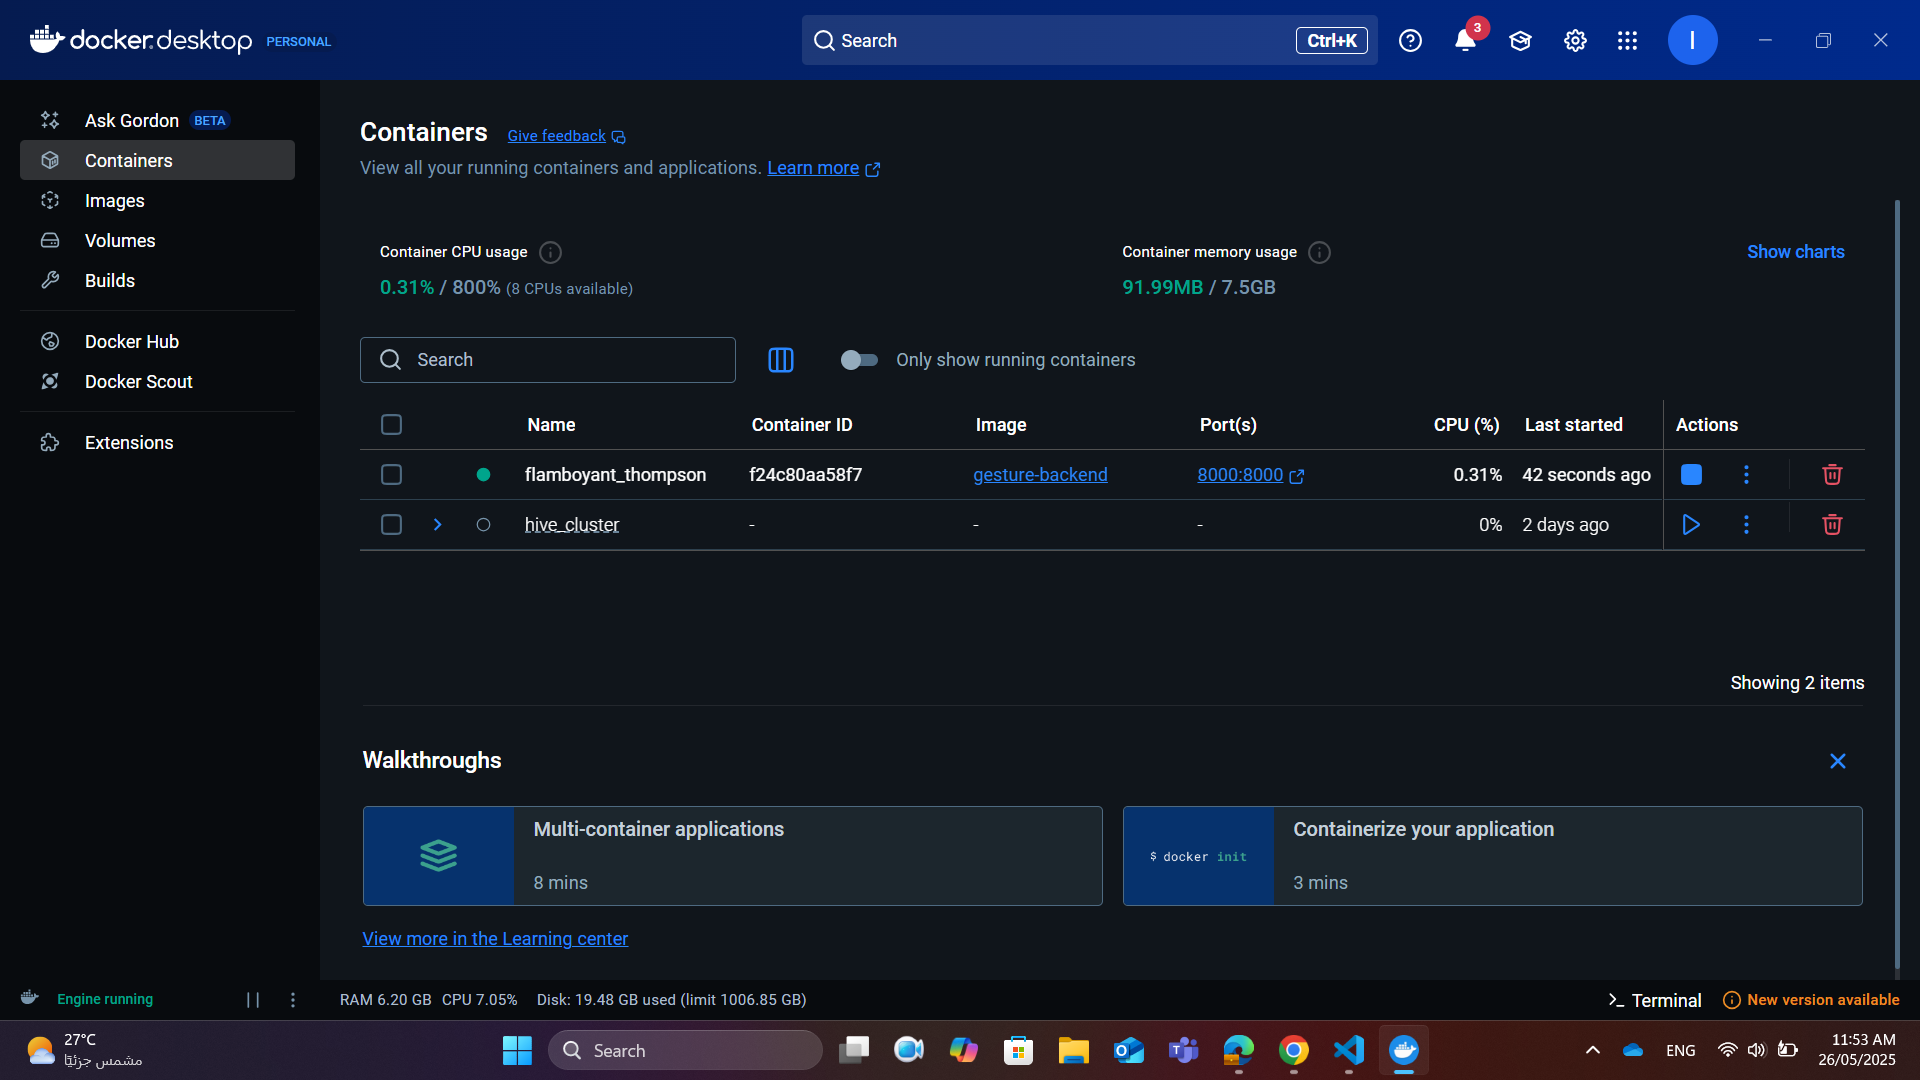 docker.desktop PERSONAL
Search
Ctrl+K
3
I
Ask Gordon BETA
Containers
Images
Volumes
Builds
Docker Hub
Docker Scout
Extensions
Containers Give feedback
View all your running containers and applications. Learn more
Container CPU usage
0.31% / 800% (8 CPUs available)
Container memory usage
91.99MB / 7.5GB
Show charts
Search
Only show running containers
Name Container ID Image Port(s) CPU (%) Last started Actions
flamboyant_thompson f24c80aa58f7 gesture-backend 8000:8000 0.31% 42 seconds ago
hive_cluster - - - 0% 2 days ago
Showing 2 items
Walkthroughs
Multi-container applications
8 mins
$ docker init
Containerize your application
3 mins
View more in the Learning center
Engine running
RAM 6.20 GB CPU 7.05% Disk: 19.48 GB used (limit 1006.85 GB)
Terminal
New version available
27°C
مشمس جزئيًا
Search
ENG
11:53 AM
26/05/2025